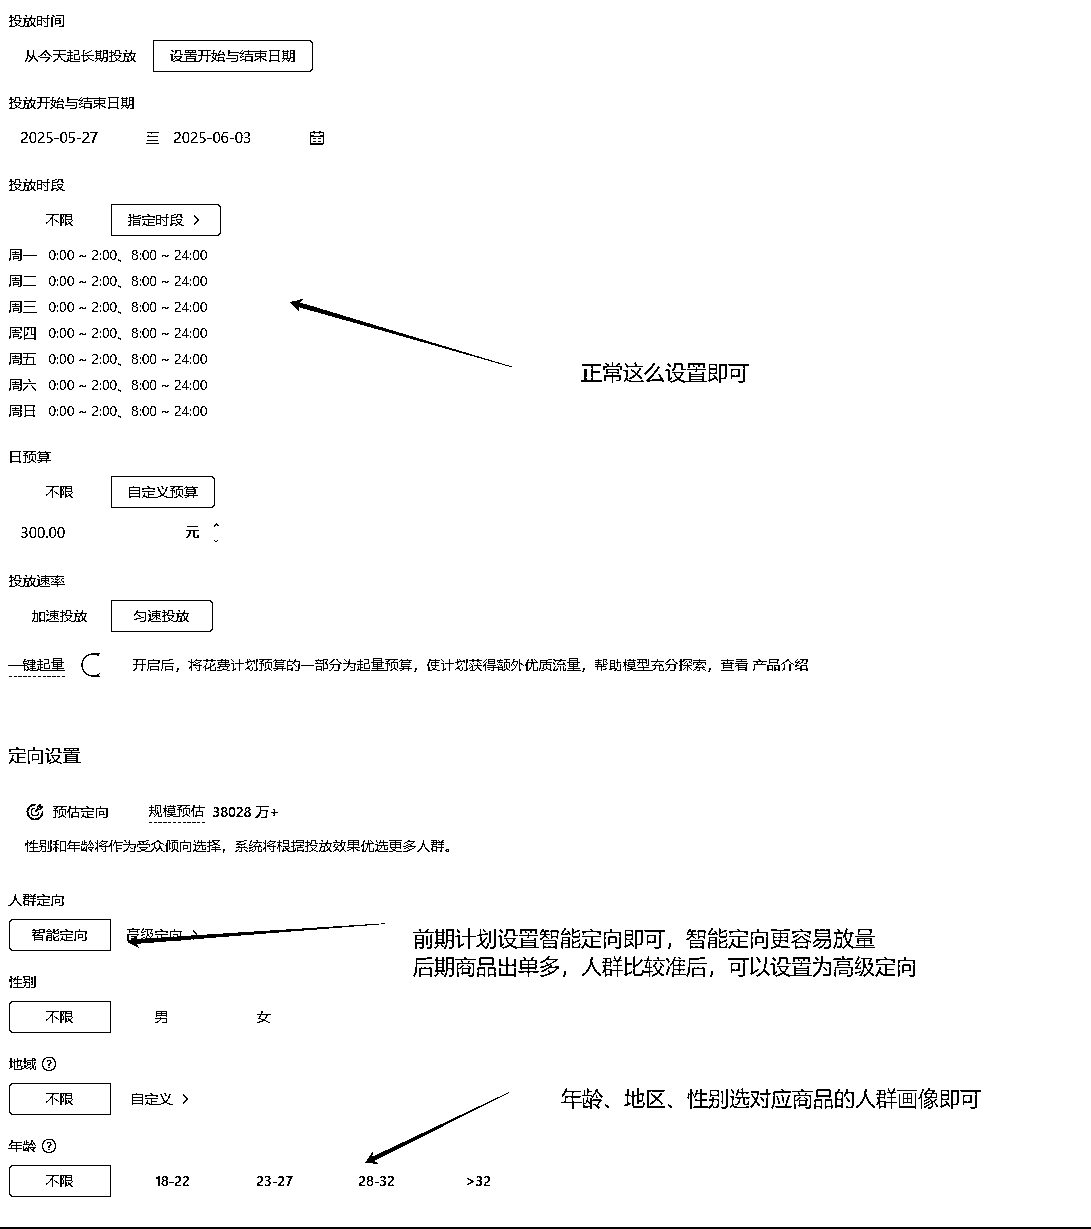 投放时间
从今天起长期投放 设置开始与结束日期
投放开始与结束日期
2025-05-27 至 2025-06-03
投放时段
不限 指定时段 >
周一 0:00 ~ 2:00、8:00 ~ 24:00
周二 0:00 ~ 2:00、8:00 ~ 24:00
周三 0:00 ~ 2:00、8:00 ~ 24:00
周四 0:00 ~ 2:00、8:00 ~ 24:00
周五 0:00 ~ 2:00、8:00 ~ 24:00
周六 0:00 ~ 2:00、8:00 ~ 24:00
周日 0:00 ~ 2:00、8:00 ~ 24:00
正常这么设置即可
日预算
不限 自定义预算
300.00 元
投放速率
加速投放 匀速投放
一键起量 开启后，将花费计划预算的一部分为起量预算，使计划获得额外优质流量，帮助模型充分探索，查看 产品介绍
定向设置
预估定向 规模预估 38028 万+
性别和年龄将作为受众倾向选择，系统将根据投放效果优选更多人群。
人群定向
智能定向 高级定向 >
前期计划设置智能定向即可，智能定向更容易放量
后期商品出单多，人群比较准后，可以设置为高级定向
性别
不限 男 女
地域 ?
不限 自定义 >
年龄、地区、性别选对应商品的人群画像即可
年龄 ?
不限 18-22 23-27 28-32 >32